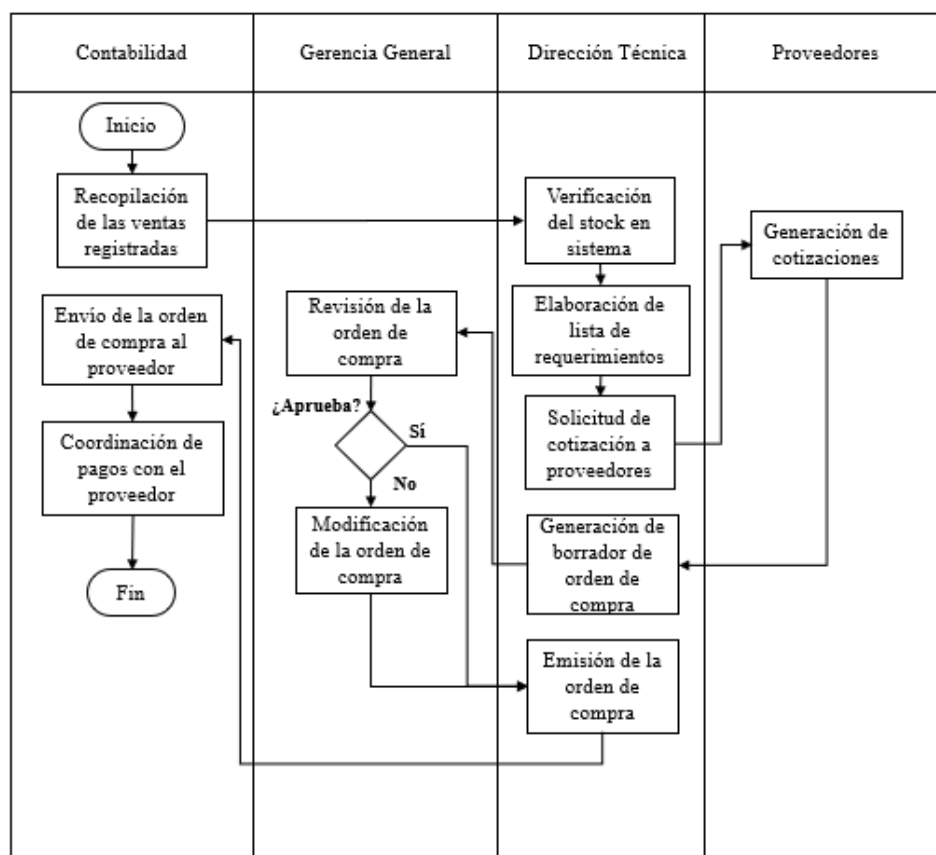 Contabilidad
Gerencia General
Dirección Técnica
Proveedores
Inicio
Recopilación
de las ventas
registradas
Verificación
del stock en
sistema
Generación de
cotizaciones
Envío de la orden
de compra al
proveedor
Revisión de la
orden de
compra
Elaboración de
lista de
requerimientos
¿Aprueba?
Sí
No
Coordinación de
pagos con el
proveedor
Solicitud de
cotización a
proveedores
Modificación
de la orden de
compra
Generación de
borrador de
orden de
compra
Fin
Emisión de la
orden de
compra